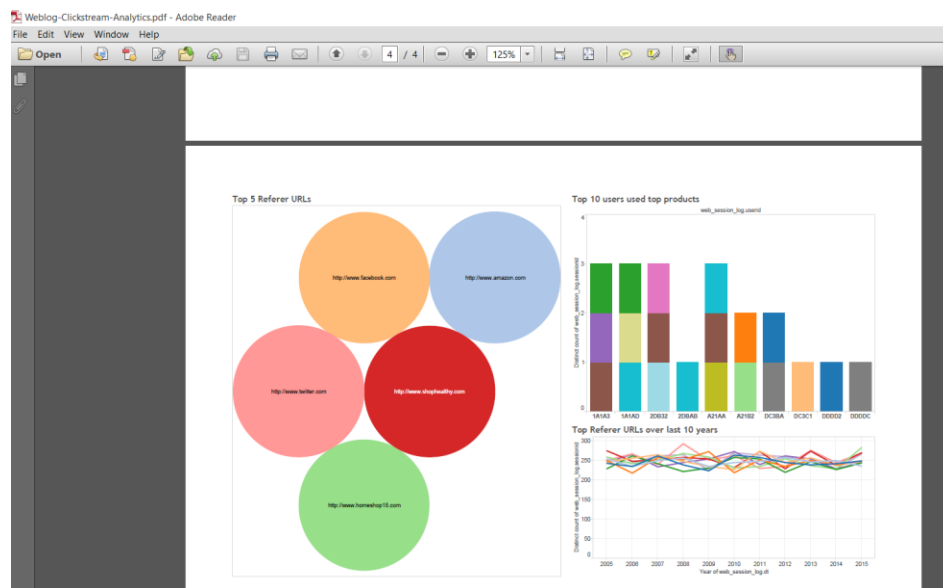 Weblog-Clickstream-Analytics.pdf - Adobe Reader
File Edit View Window Help
Open 4 / 4 125%
Top 5 Referer URLs
http://www.facebook.com
http://www.amazon.com
http://www.twitter.com
http://www.shophealthy.com
http://www.homeshop18.com
Top 10 users used top products
web_session_log.userid
Distinct count of web_session_log.sessionid
4
3
2
1
0
1A1A3 1A1AD 2DB32 2DBAB A21AA A21B2 DC3BA DC3C1 DDDD2 DDDDC
Top Referer URLs over last 10 years
Distinct count of web_session_log.sessionid
300
250
200
150
100
50
0
2005 2006 2007 2008 2009 2010 2011 2012 2013 2014 2015
Year of web_session_log.dt